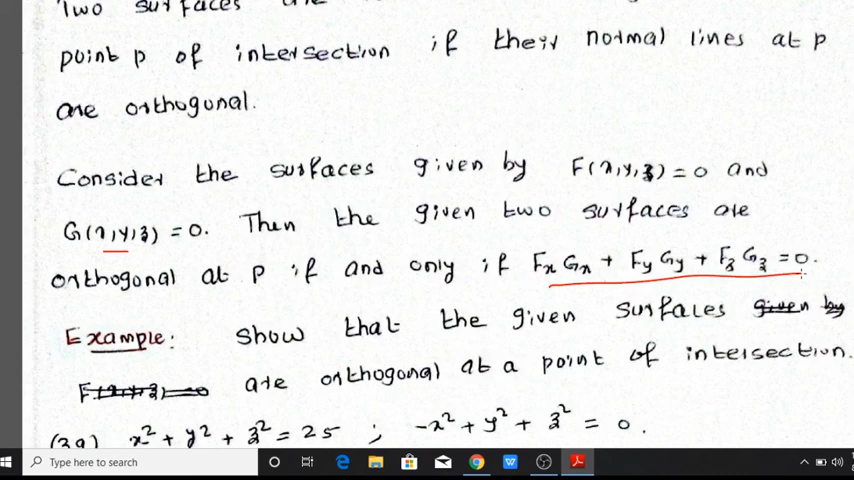 Two surfaces are
point p of intersection if their normal lines at p
are orthogonal.
Consider the surfaces given by F(x,y,z) = 0 and
G(x,y,z) = 0. Then the given two surfaces are
orthogonal at p if and only if FxGx + FyGy + FzGz = 0.
Example: Show that the given surfaces given by
F(x,y,z)=0 are orthogonal at a point of intersection.
(39) x² + y² + z² = 25 ; -x² + y² + z² = 0.
Type here to search